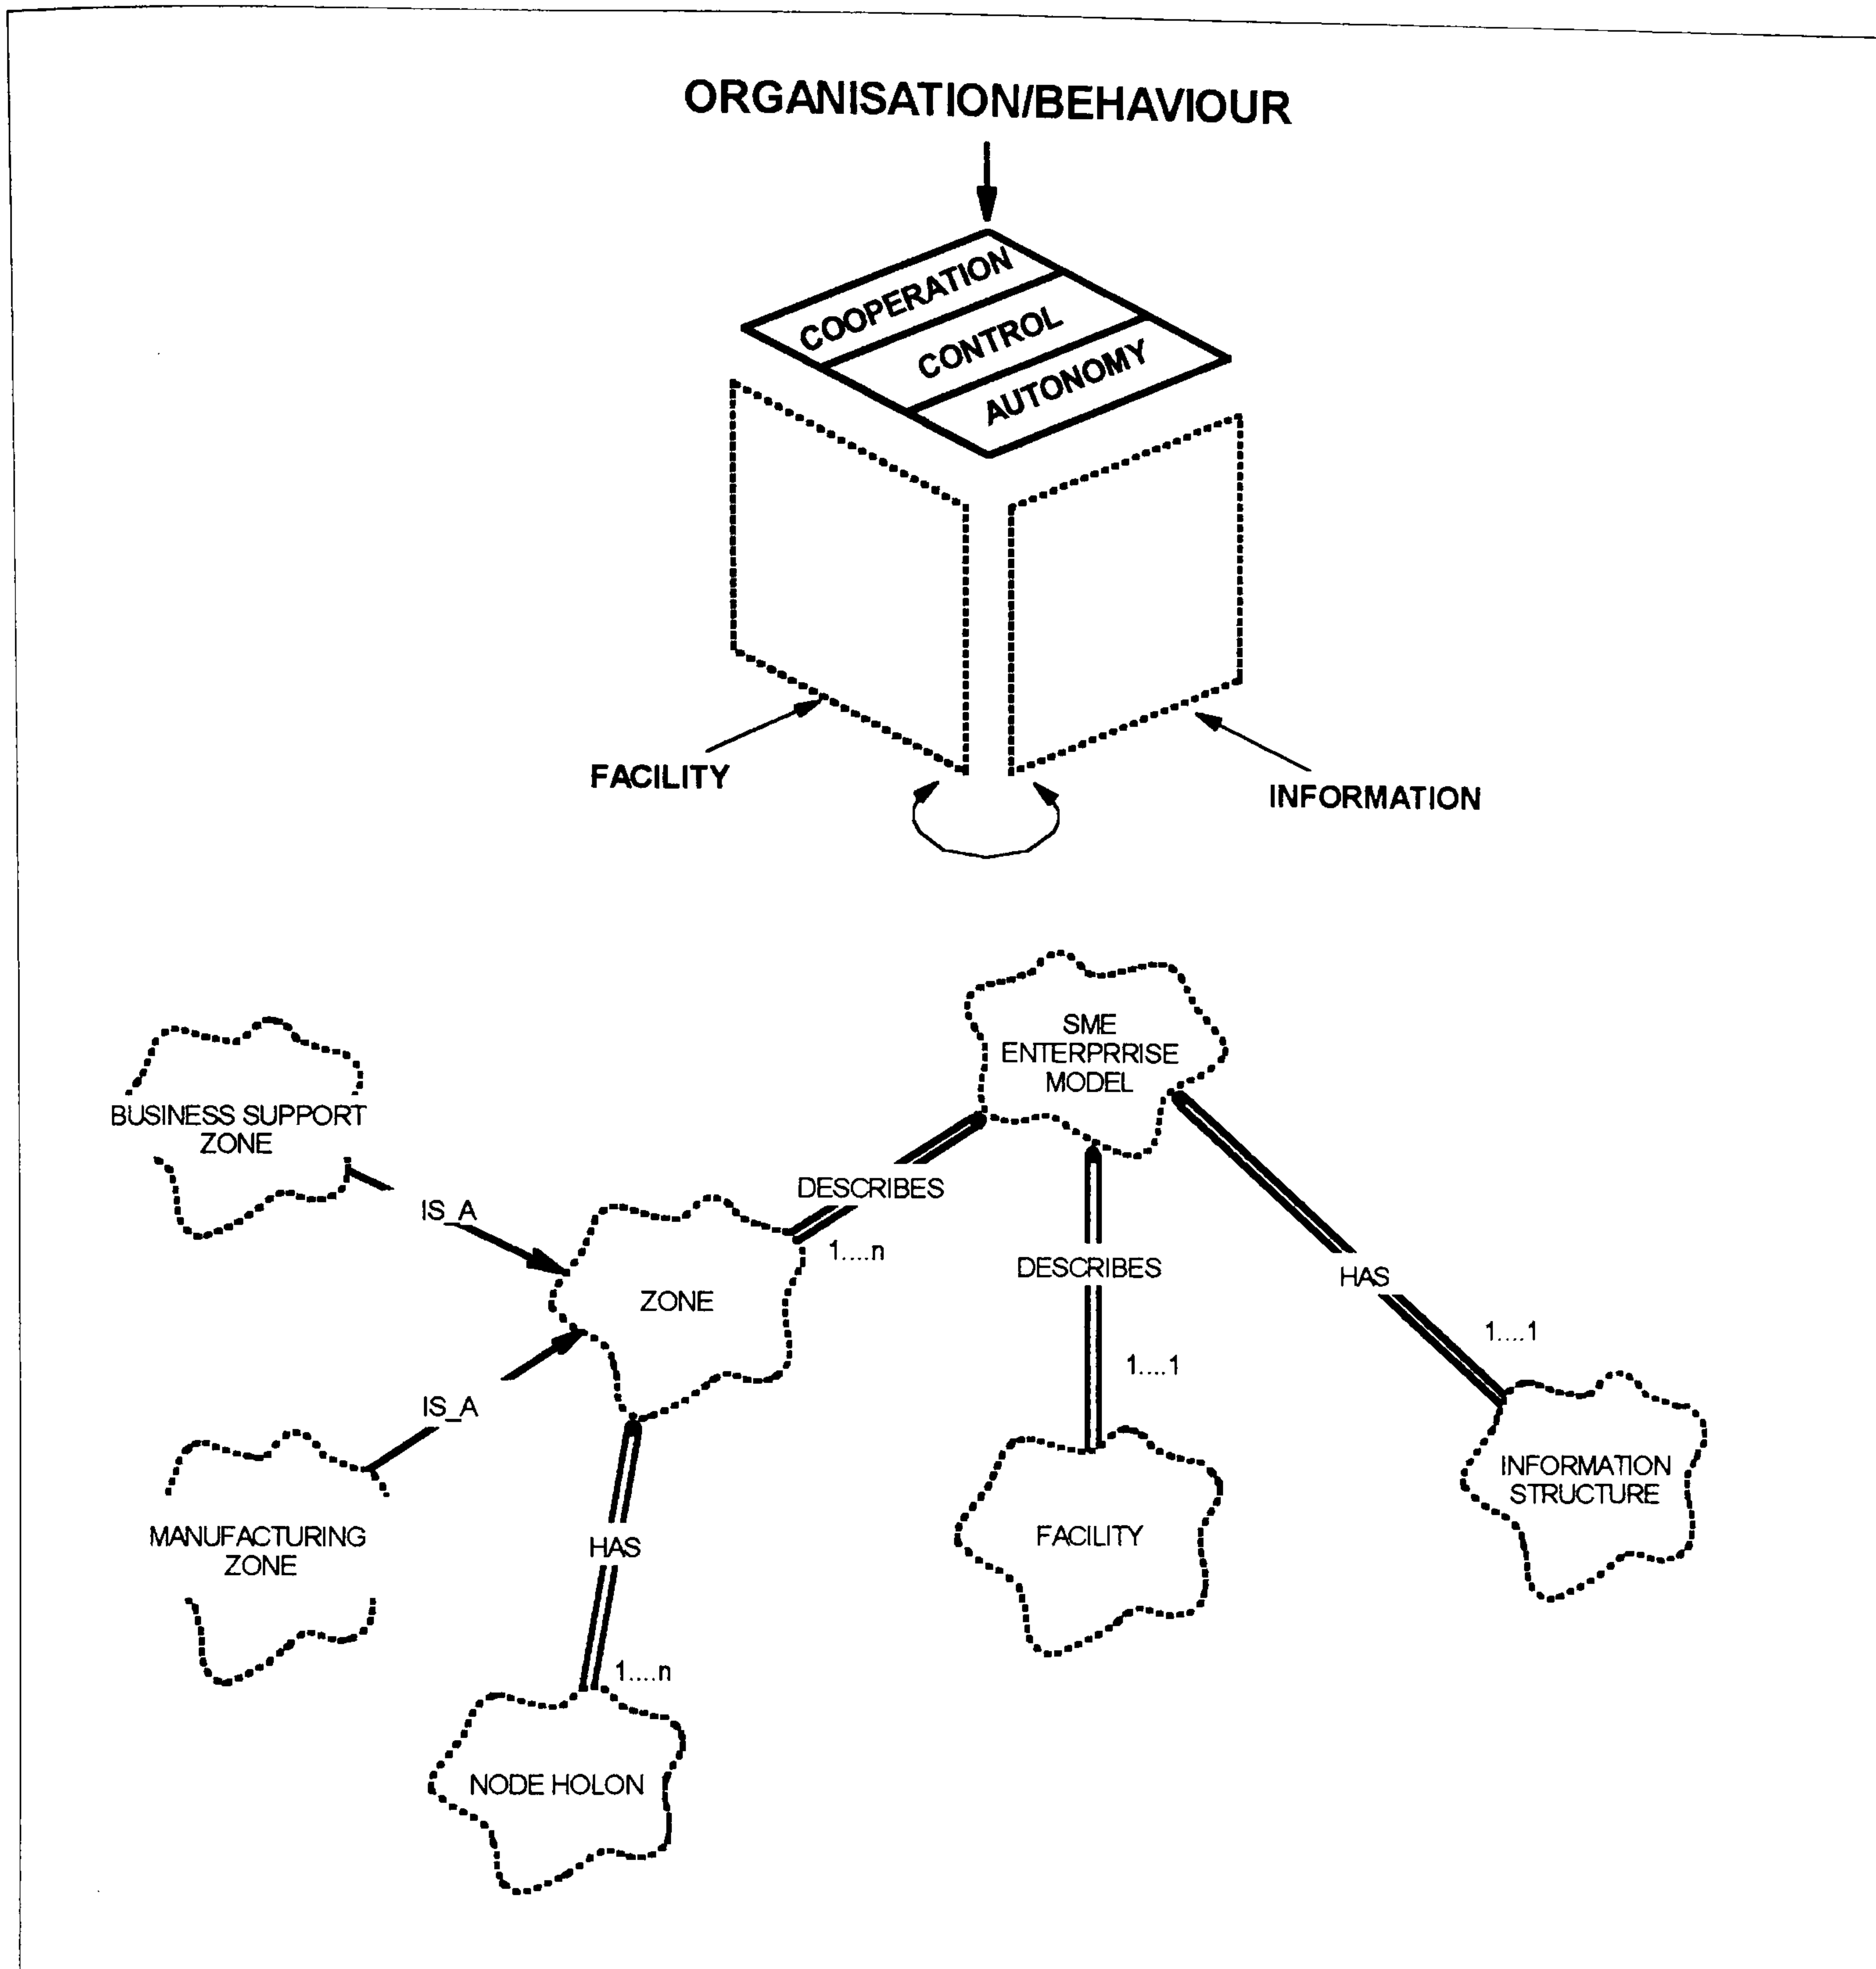 ORGANISATION/BEHAVIOUR
COOPERATION
CONTROL
AUTONOMY
FACILITY
INFORMATION
SME
ENTERPRRISE
MODEL
BUSINESS SUPPORT
ZONE
DESCRIBES
IS_A
1....n
ZONE
DESCRIBES
HAS
1....1
1....1
IS_A
MANUFACTURING
ZONE
HAS
FACILITY
INFORMATION
STRUCTURE
1....n
NODE HOLON